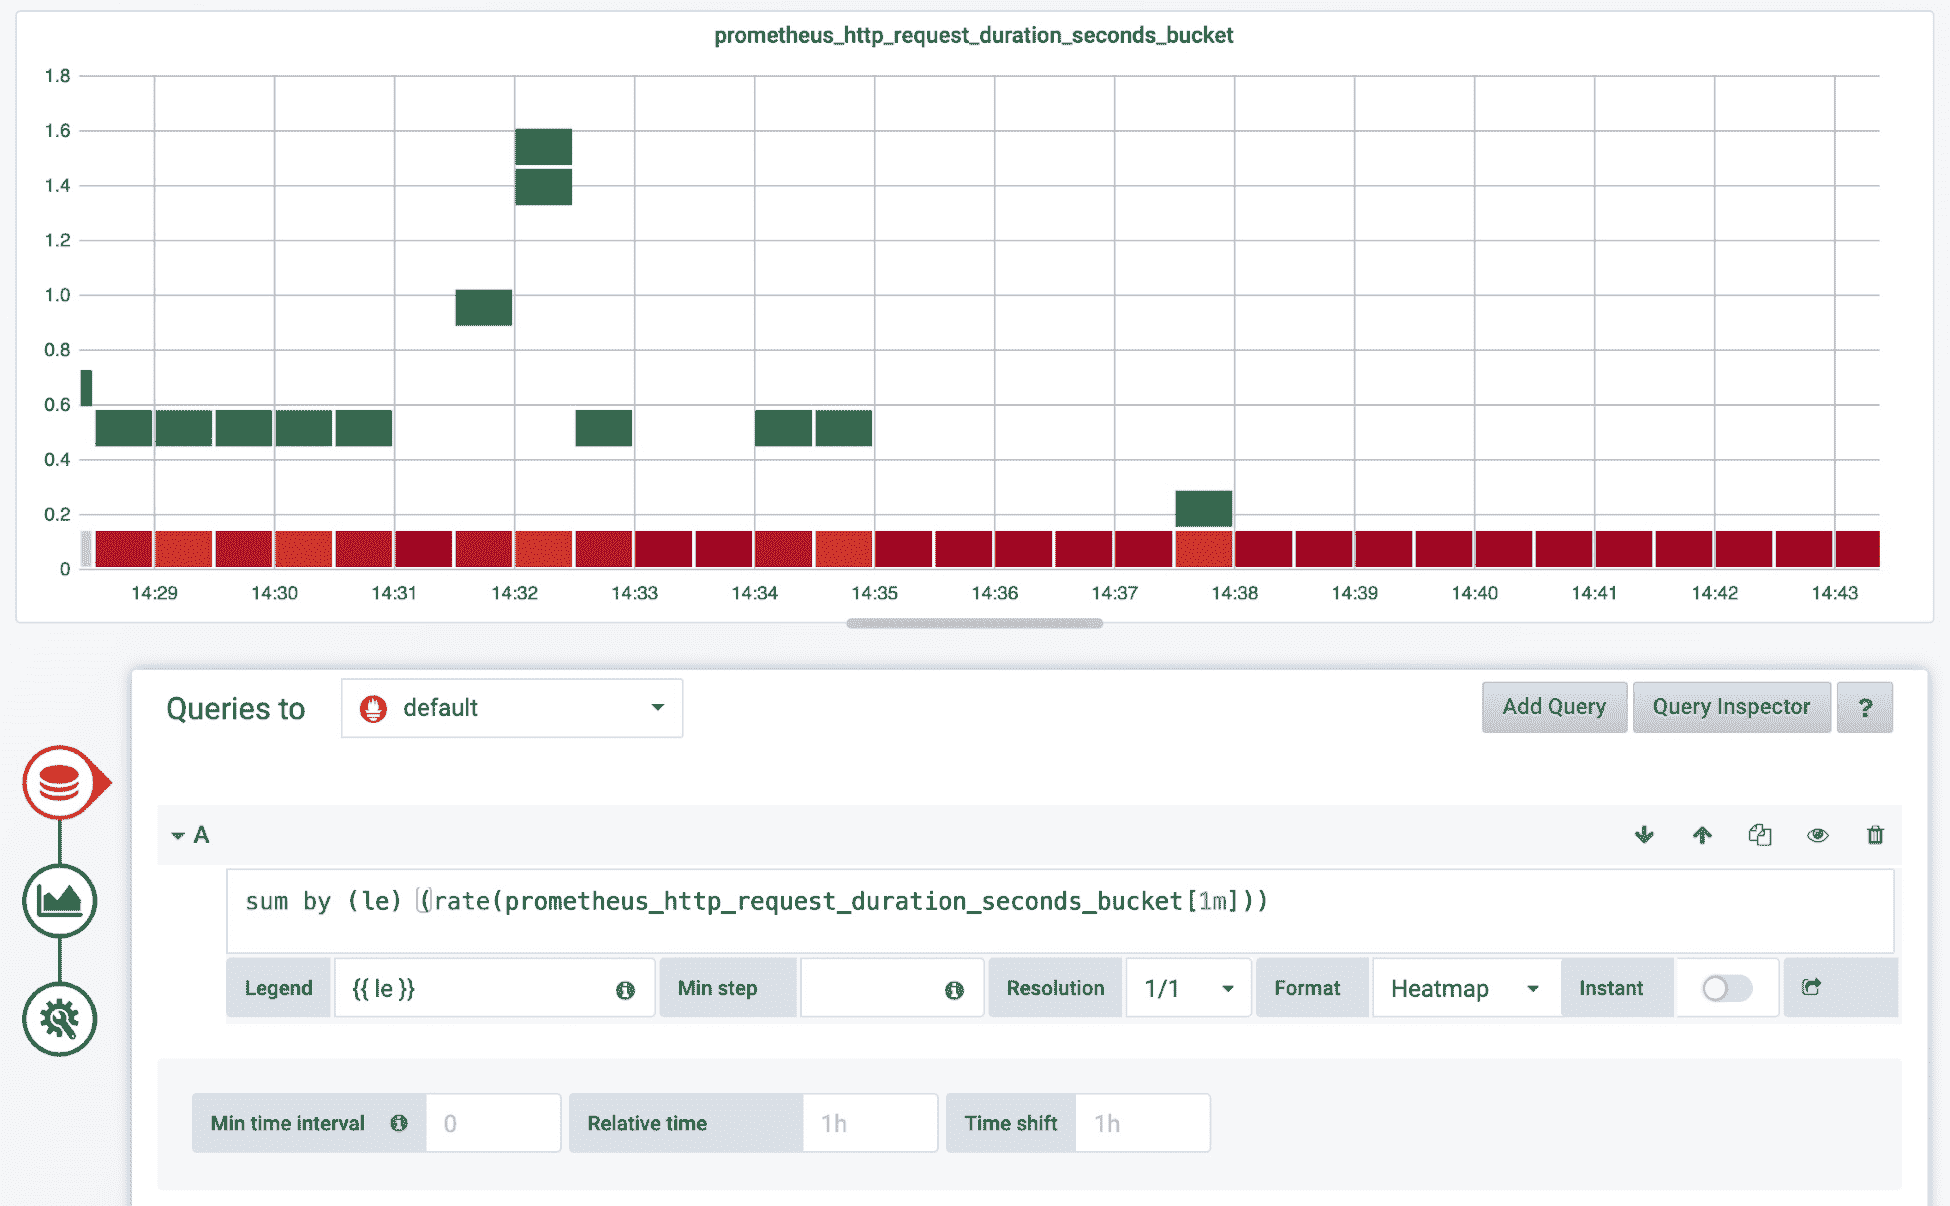 prometheus_http_request_duration_seconds_bucket
1.8
1.6
1.4
1.2
1.0
0.8
0.6
0.4
0.2
0
14:29 14:30 14:31 14:32 14:33 14:34 14:35 14:36 14:37 14:38 14:39 14:40 14:41 14:42 14:43
Queries to default Add Query Query Inspector ?
A
sum by (le) (rate(prometheus_http_request_duration_seconds_bucket[1m]))
Legend {{ le }} Min step Resolution 1/1 Format Heatmap Instant
Min time interval 0 Relative time 1h Time shift 1h